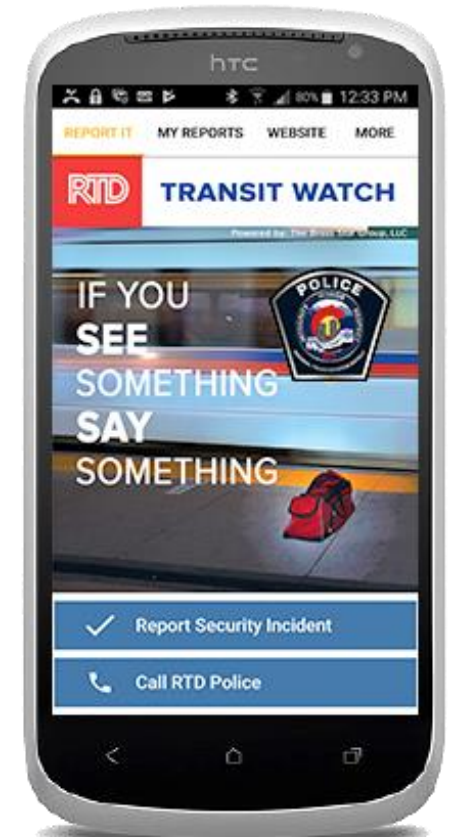 hTC
80% 12:33 PM
REPORT IT MY REPORTS WEBSITE MORE
RTD TRANSIT WATCH
Powered by: The Brass Star Group, LLC
POLICE
IF YOU
SEE
SOMETHING
SAY
SOMETHING
Report Security Incident
Call RTD Police